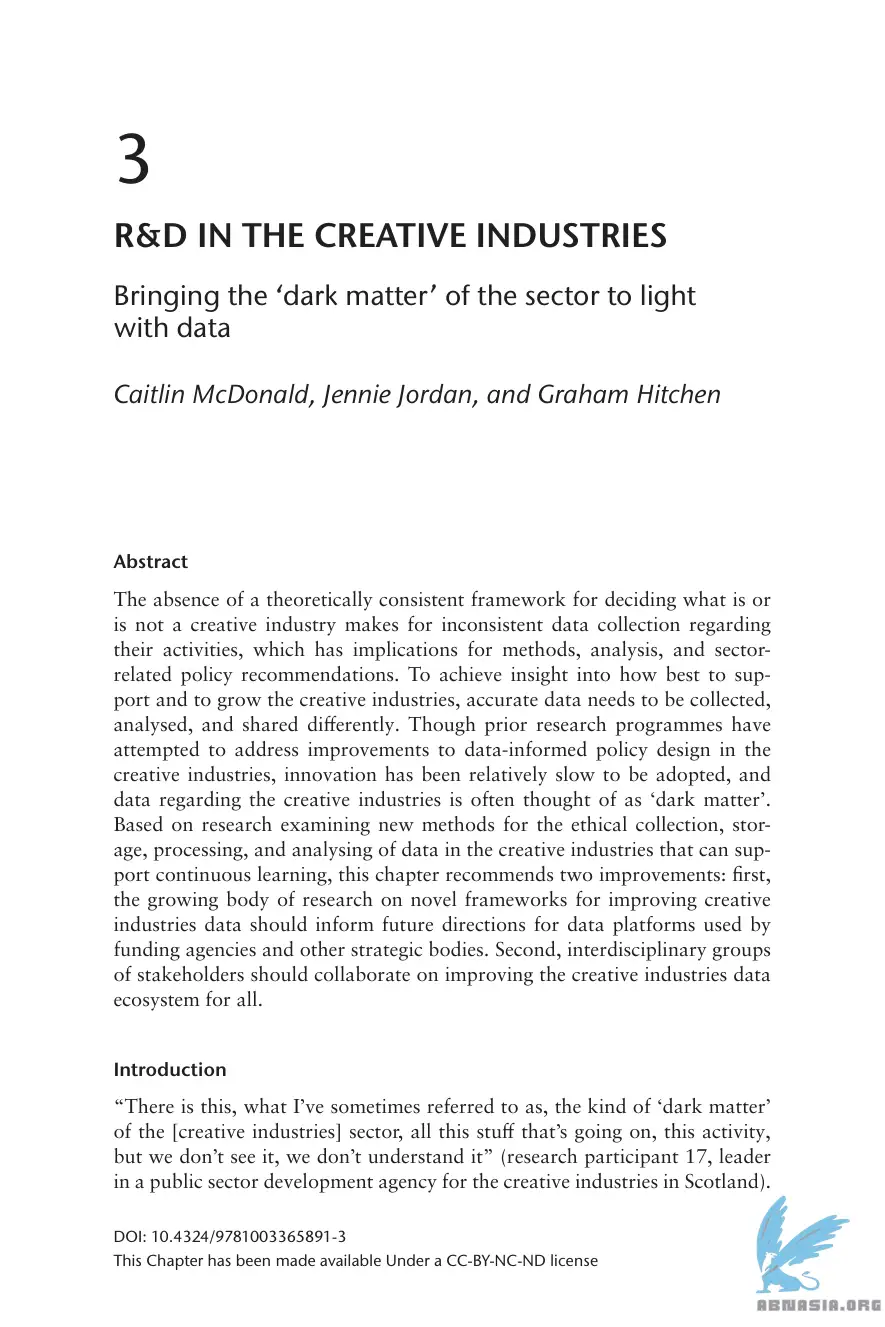 3
R&D IN THE CREATIVE INDUSTRIES
Bringing the ‘dark matter’ of the sector to light
with data
Caitlin McDonald, Jennie Jordan, and Graham Hitchen
Abstract
The absence of a theoretically consistent framework for deciding what is or
is not a creative industry makes for inconsistent data collection regarding
their activities, which has implications for methods, analysis, and sector-
related policy recommendations. To achieve insight into how best to sup-
port and to grow the creative industries, accurate data needs to be collected,
analysed, and shared differently. Though prior research programmes have
attempted to address improvements to data-informed policy design in the
creative industries, innovation has been relatively slow to be adopted, and
data regarding the creative industries is often thought of as ‘dark matter’.
Based on research examining new methods for the ethical collection, stor-
age, processing, and analysing of data in the creative industries that can sup-
port continuous learning, this chapter recommends two improvements: first,
the growing body of research on novel frameworks for improving creative
industries data should inform future directions for data platforms used by
funding agencies and other strategic bodies. Second, interdisciplinary groups
of stakeholders should collaborate on improving the creative industries data
ecosystem for all.
Introduction
“There is this, what I’ve sometimes referred to as, the kind of ‘dark matter’
of the [creative industries] sector, all this stuff that’s going on, this activity,
but we don’t see it, we don’t understand it” (research participant 17, leader
in a public sector development agency for the creative industries in Scotland).
DOI: 10.4324/9781003365891-3
This Chapter has been made available Under a CC-BY-NC-ND license
ABNASIA.ORG